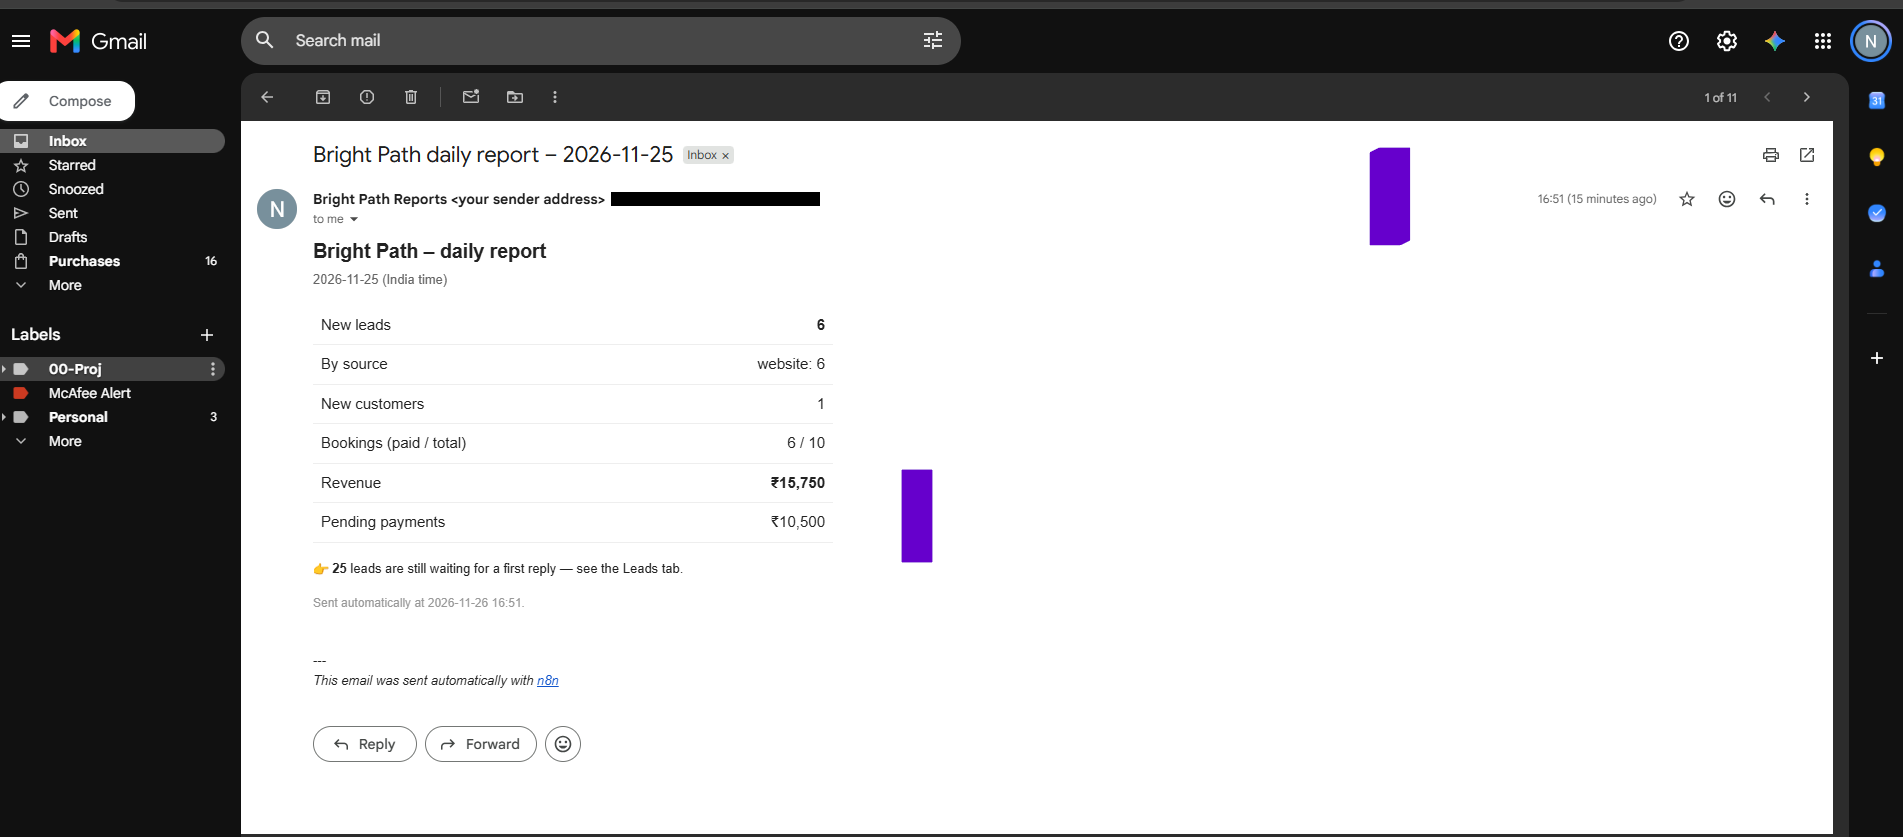 Gmail
Search mail
N
Compose
Inbox
Starred
Snoozed
Sent
Drafts
Purchases 16
More
Labels
00-Proj
McAfee Alert
Personal 3
More
1 of 11
31
Bright Path daily report – 2026-11-25 Inbox x
N
Bright Path Reports <your sender address>
16:51 (15 minutes ago)
to me
Bright Path – daily report
2026-11-25 (India time)
New leads 6
By source website: 6
New customers 1
Bookings (paid / total) 6 / 10
Revenue ₹15,750
Pending payments ₹10,500
👉 25 leads are still waiting for a first reply — see the Leads tab.
Sent automatically at 2026-11-26 16:51.
---
This email was sent automatically with n8n
Reply
Forward